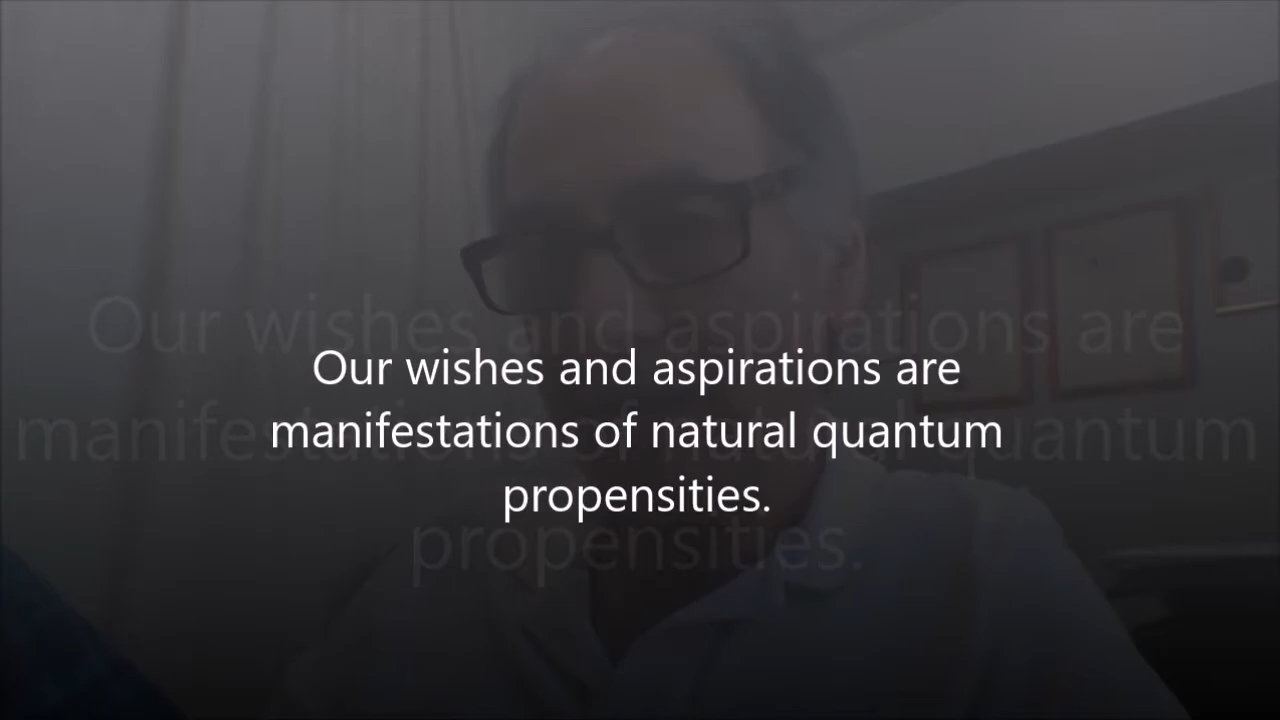 Our wishes and aspirations are
manifestations of natural quantum
propensities.